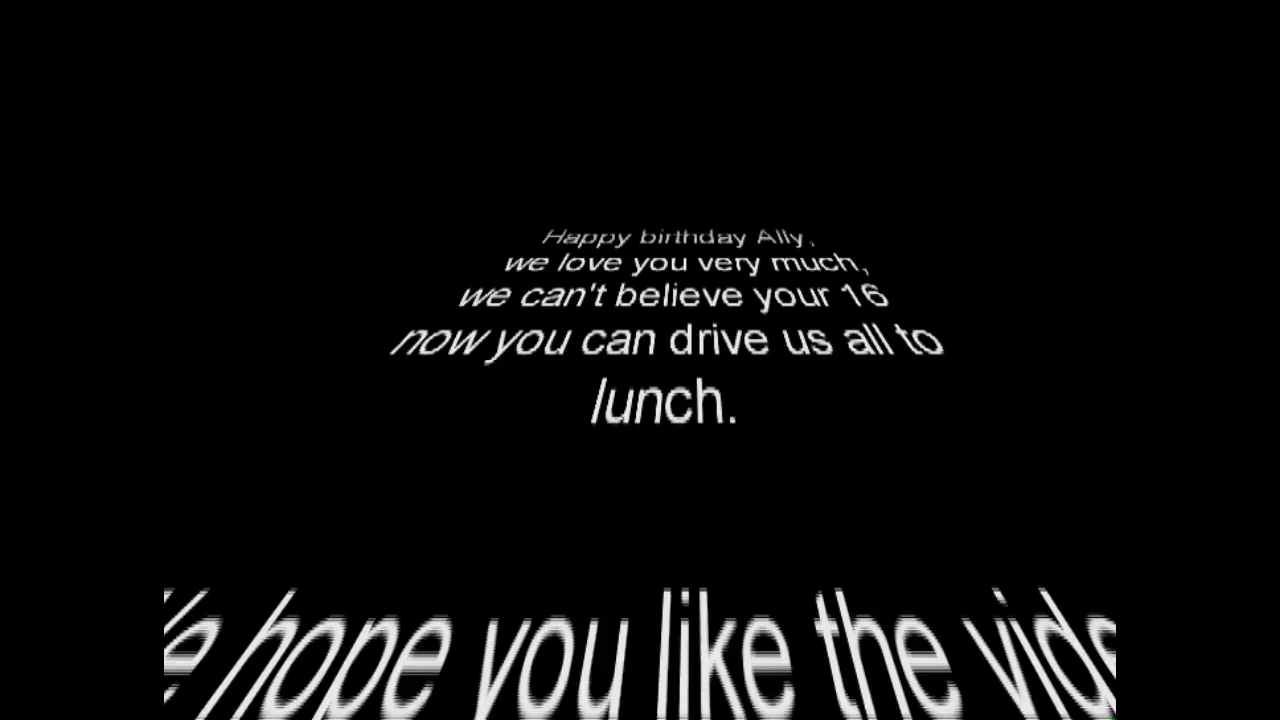 Happy birthday Ally,
we love you very much,
we can't believe your 16
now you can drive us all to
lunch.
hope you like the